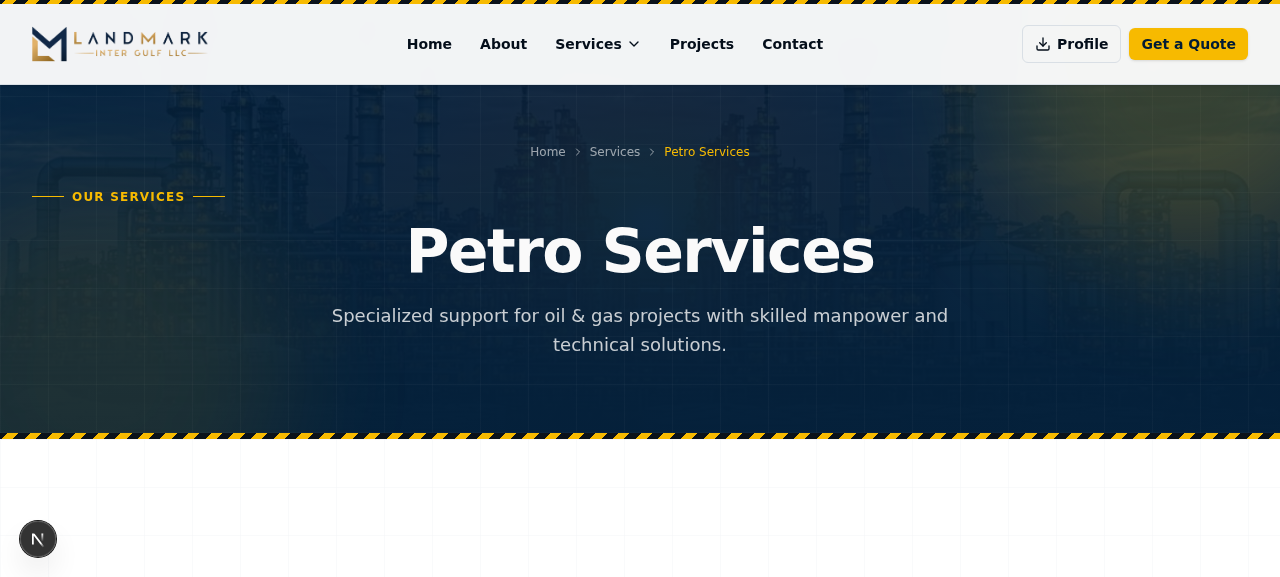 LANDMARK
INTER GULF LLC
Home
About
Services
Projects
Contact
Profile
Get a Quote
Home
Services
Petro Services
OUR SERVICES
Petro Services
Specialized support for oil & gas projects with skilled manpower and
technical solutions.
N